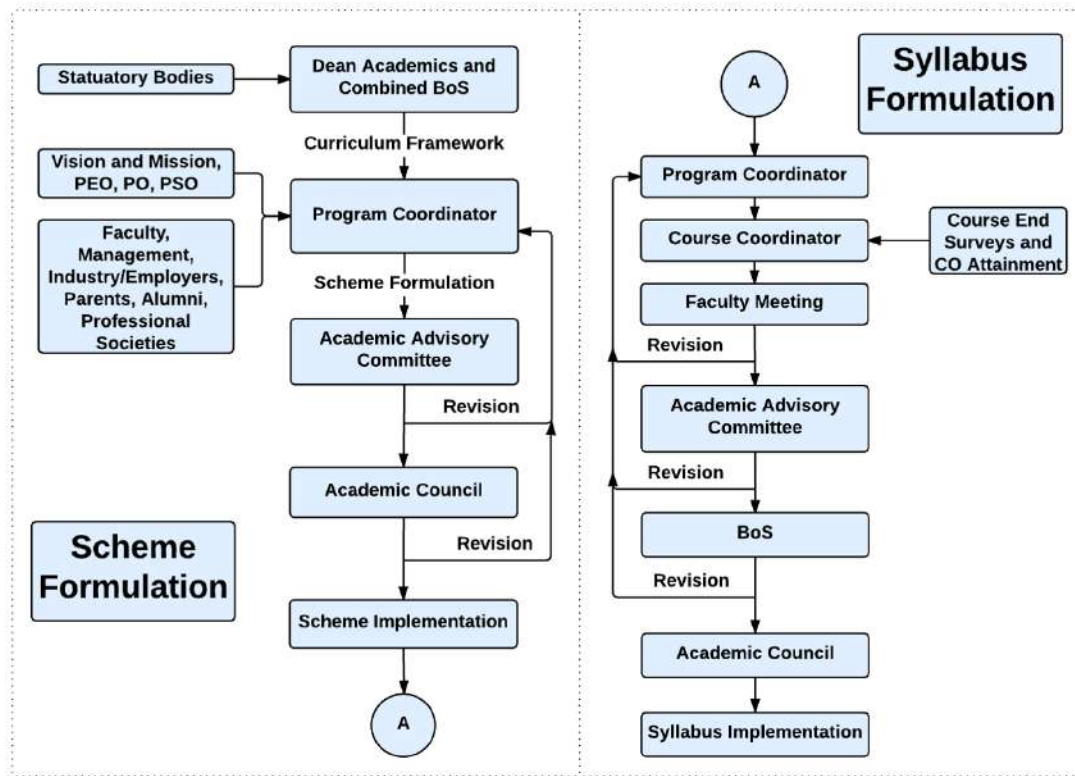 Statuatory Bodies
Dean Academics and
Combined BoS
Curriculum Framework
Vision and Mission,
PEO, PO, PSO
Program Coordinator
Faculty,
Management,
Industry/Employers,
Parents, Alumni,
Professional
Societies
Scheme Formulation
Academic Advisory
Committee
Revision
Academic Council
Revision
Scheme
Formulation
Scheme Implementation
A
Syllabus
Formulation
A
Program Coordinator
Course Coordinator
Course End
Surveys and
CO Attainment
Faculty Meeting
Revision
Academic Advisory
Committee
Revision
BoS
Revision
Academic Council
Syllabus Implementation